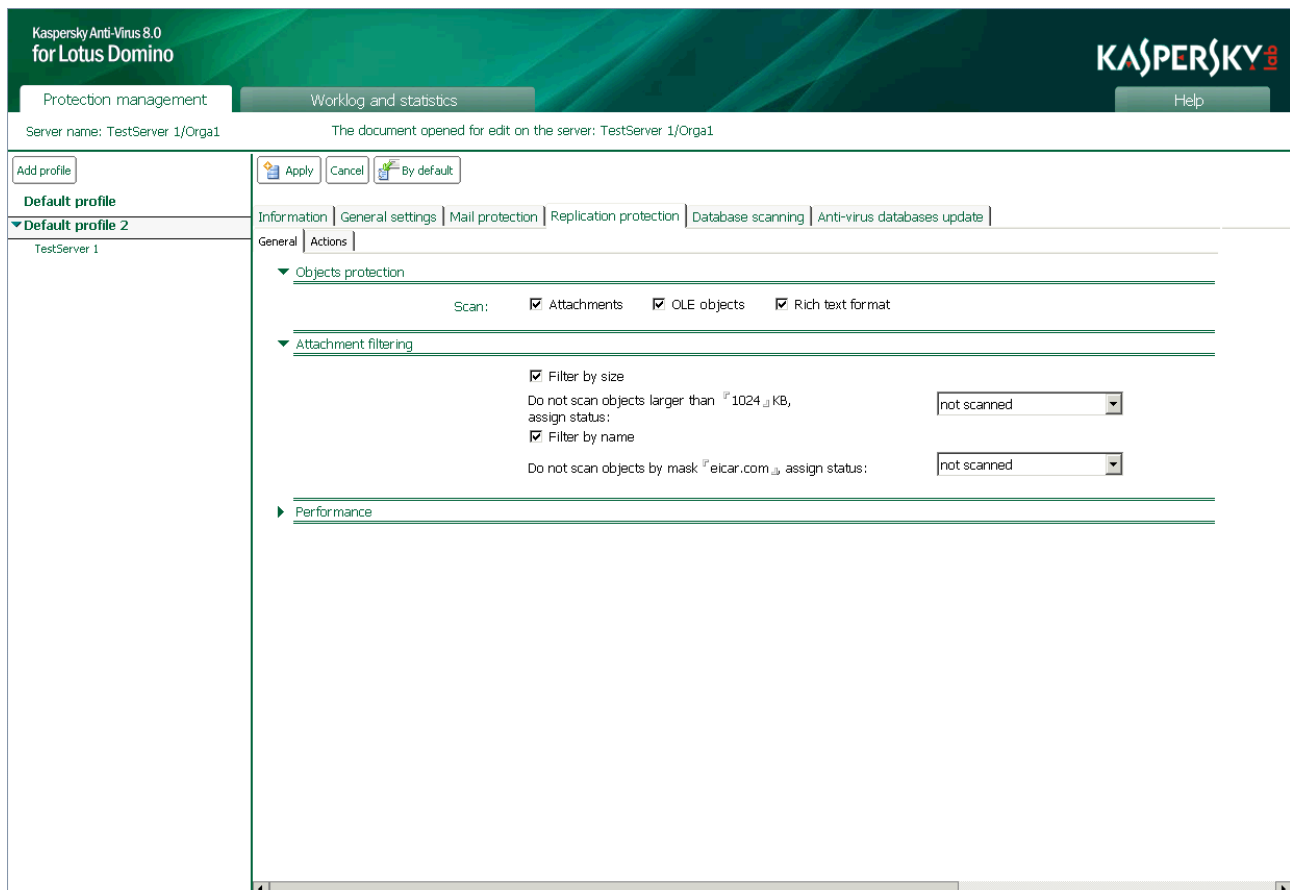 Kaspersky Anti-Virus 8.0
for Lotus Domino
KASPERSKY lab
Protection management
Worklog and statistics
Help
Server name: TestServer 1/Orga1
The document opened for edit on the server: TestServer 1/Orga1
Add profile
Default profile
Default profile 2
TestServer 1
Apply
Cancel
By default
Information
General settings
Mail protection
Replication protection
Database scanning
Anti-virus databases update
General
Actions
Objects protection
Scan:
Attachments
OLE objects
Rich text format
Attachment filtering
Filter by size
Do not scan objects larger than 1024 KB,
assign status:
not scanned
Filter by name
Do not scan objects by mask eicar.com, assign status:
not scanned
Performance